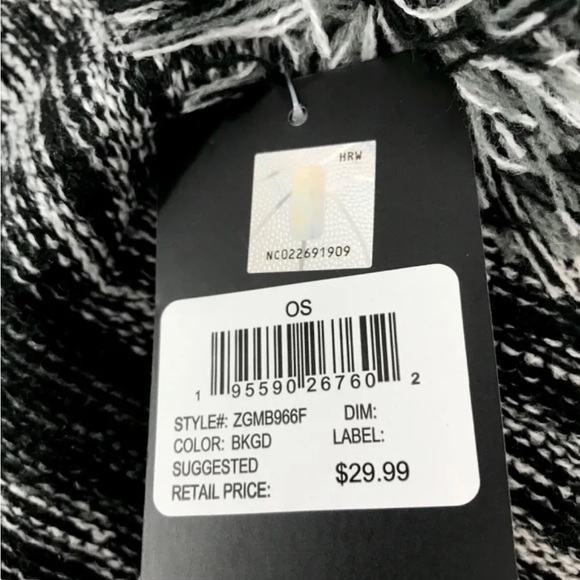 HRW
NC022691909
OS
1 95590 26760 2
STYLE#: ZGMB966F DIM:
COLOR: BKGD LABEL:
SUGGESTED
RETAIL PRICE: $29.99